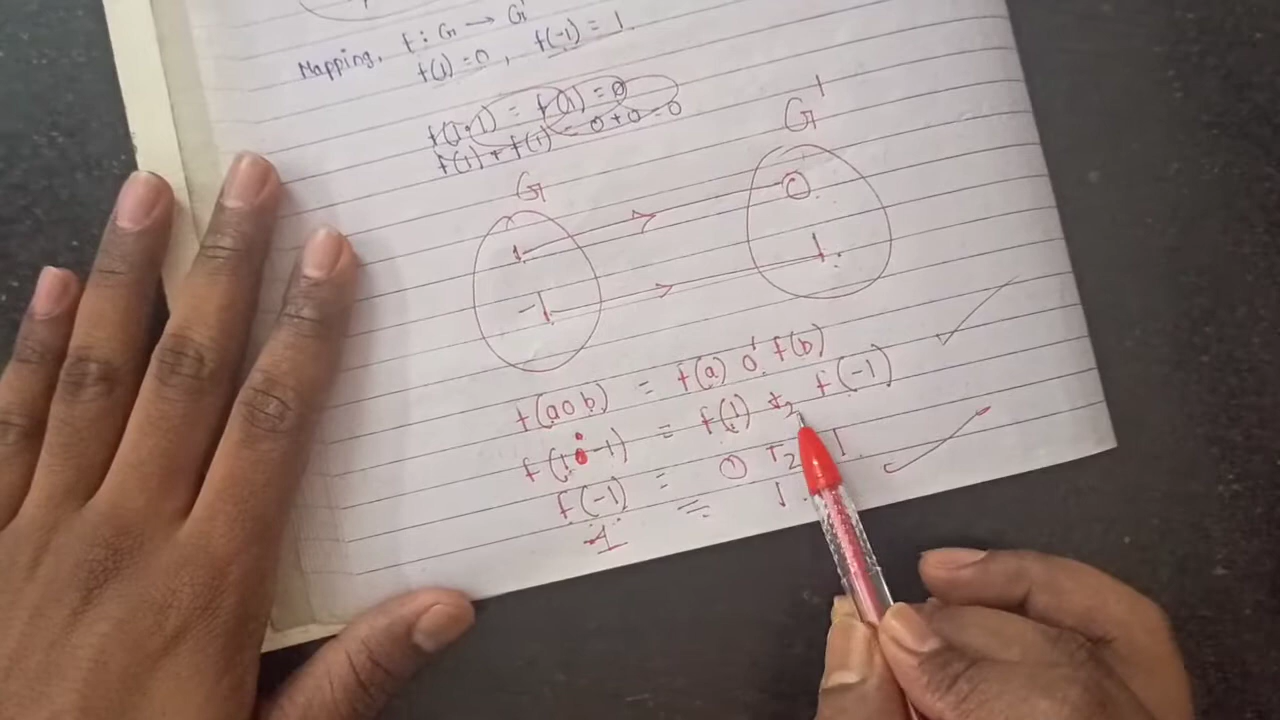 Mapping, f : G → G'
f(1) = 0 , f(-1) = 1.
f(1·1) = f(1) = 0
f(1) + f(1) = 0 + 0 = 0
G G'
1 0
-1 1
f(a o b) = f(a) o' f(b)
f(1 · -1) = f(1) +₂ f(-1)
f(-1) = 0 +₂ 1
1 = 1